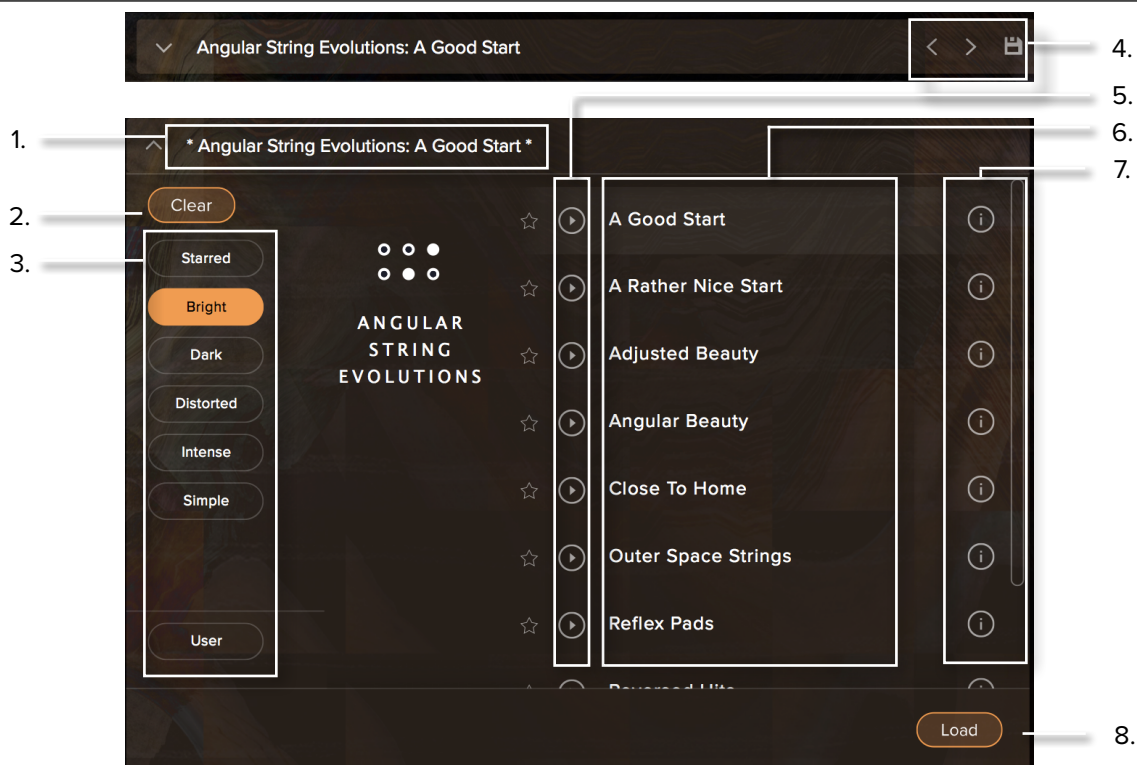 Angular String Evolutions: A Good Start
4.
5.
1.
* Angular String Evolutions: A Good Start *
6.
7.
2.
Clear
3.
Starred
Bright
Dark
Distorted
Intense
Simple
User
ANGULAR
STRING
EVOLUTIONS
A Good Start
A Rather Nice Start
Adjusted Beauty
Angular Beauty
Close To Home
Outer Space Strings
Reflex Pads
Load
8.